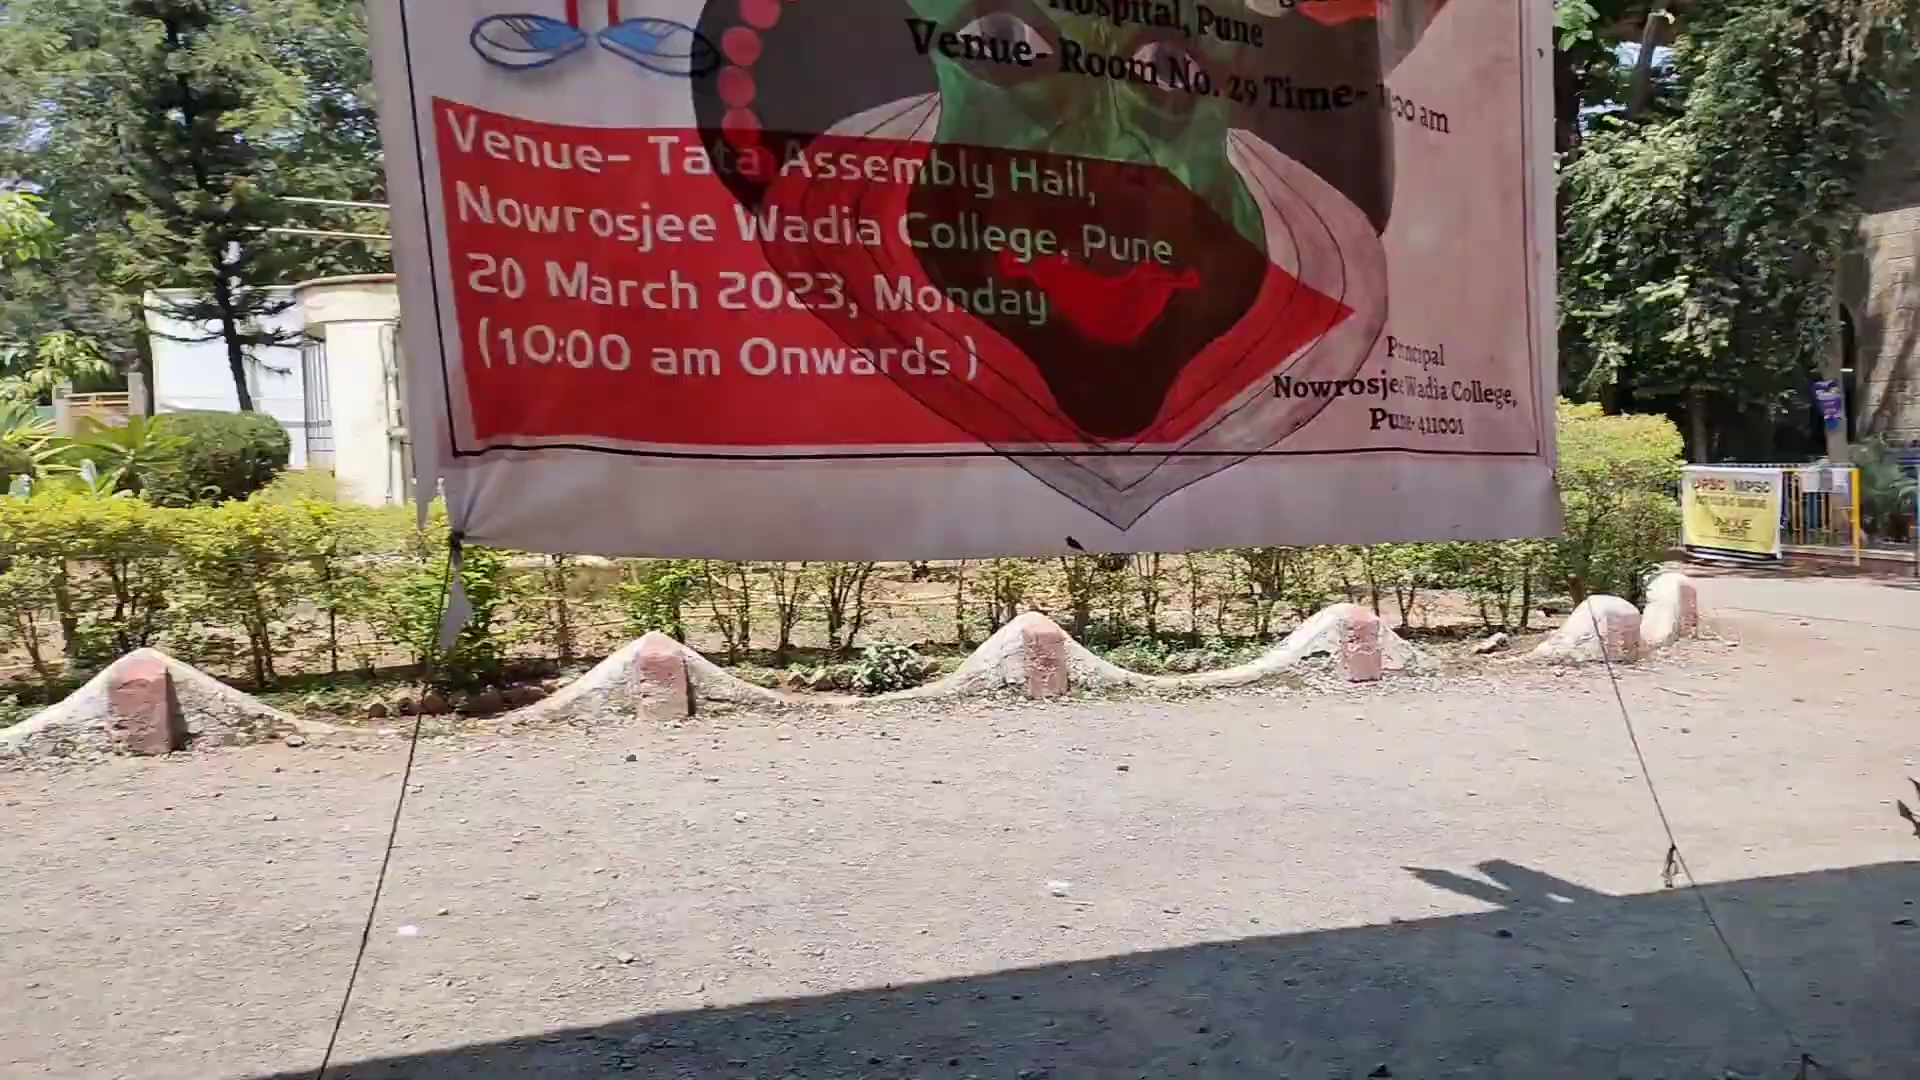 Hospital, Pune
Venue- Room No. 29 Time-
am
Venue- Tata Assembly Hall,
Nowrosjee Wadia College, Pune
20 March 2023, Monday
(10:00 am Onwards )
Principal
Nowrosjee Wadia College,
Pune- 411001
UPSC MPSC